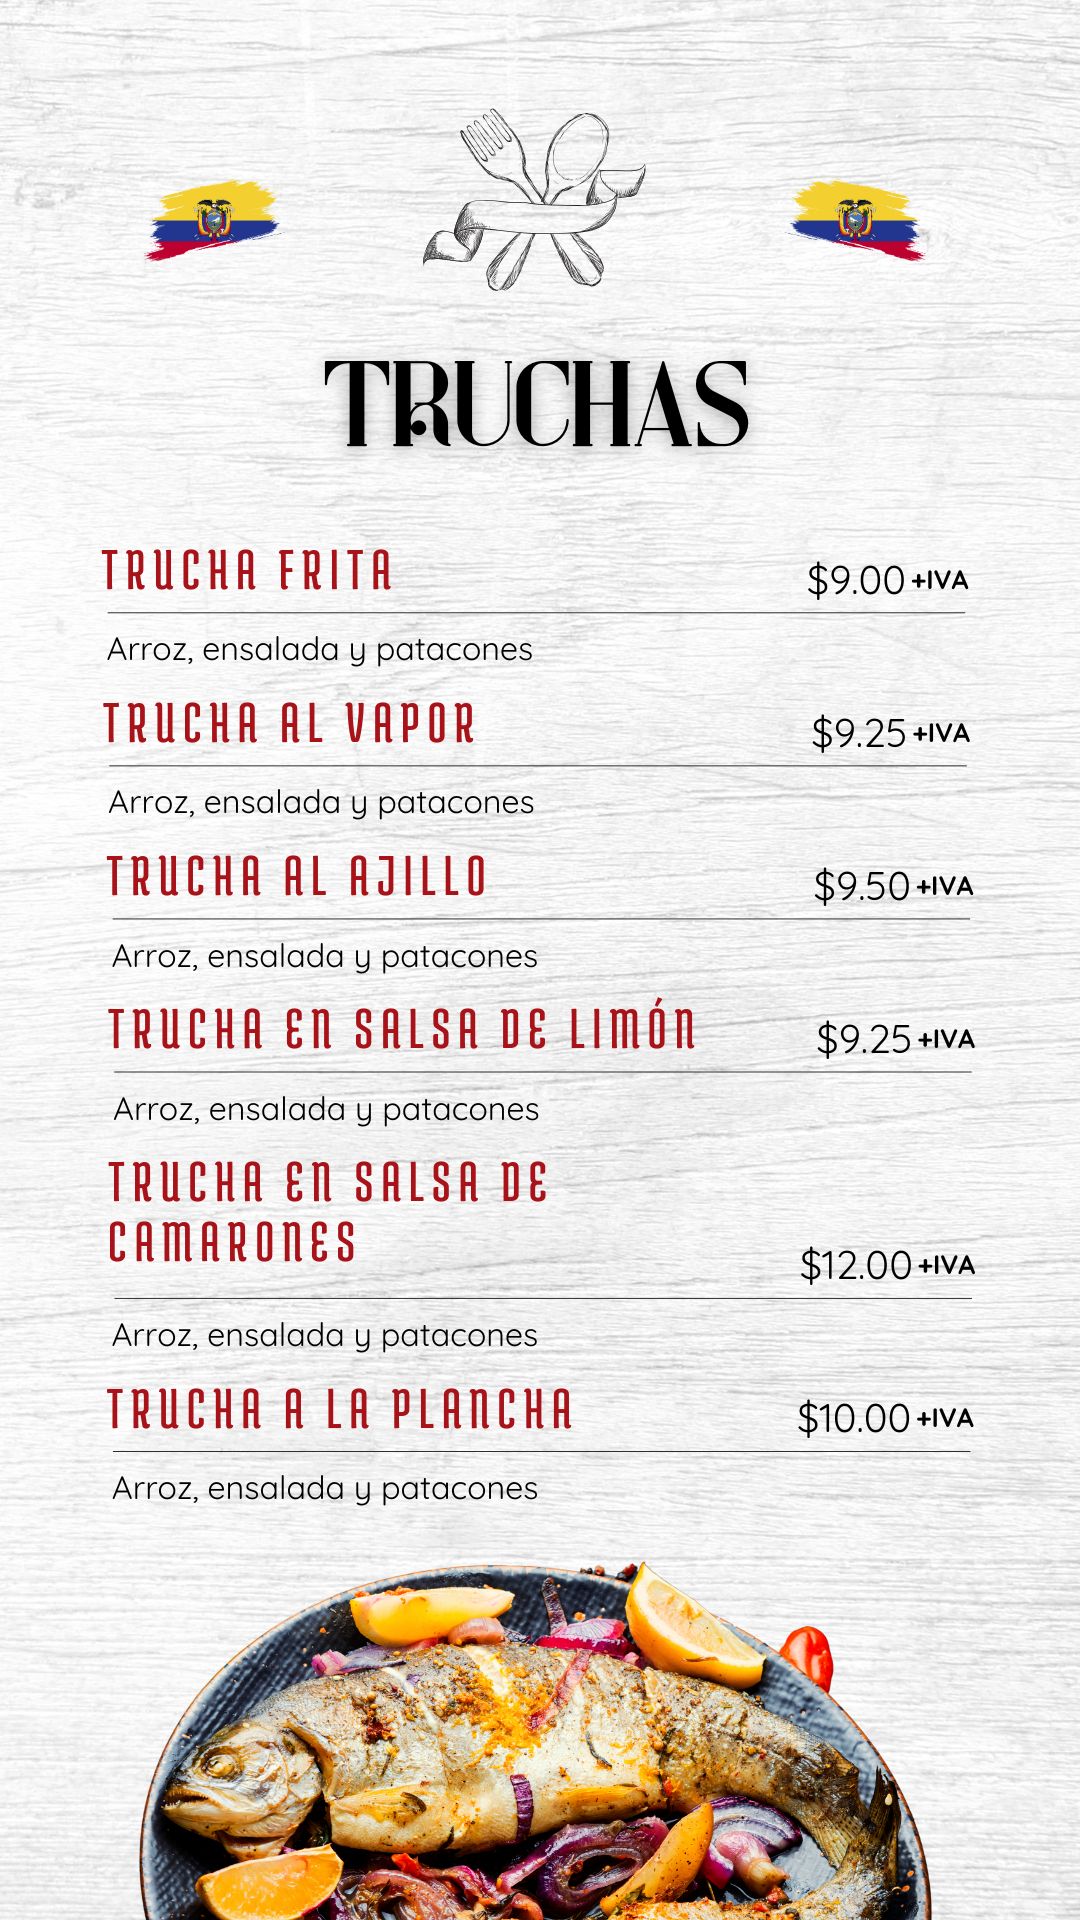 TRUCHAS
TRUCHA FRITA $9.00 +IVA
Arroz, ensalada y patacones
TRUCHA AL VAPOR $9.25 +IVA
Arroz, ensalada y patacones
TRUCHA AL AJILLO $9.50 +IVA
Arroz, ensalada y patacones
TRUCHA EN SALSA DE LIMÓN $9.25 +IVA
Arroz, ensalada y patacones
TRUCHA EN SALSA DE
CAMARONES $12.00 +IVA
Arroz, ensalada y patacones
TRUCHA A LA PLANCHA $10.00 +IVA
Arroz, ensalada y patacones